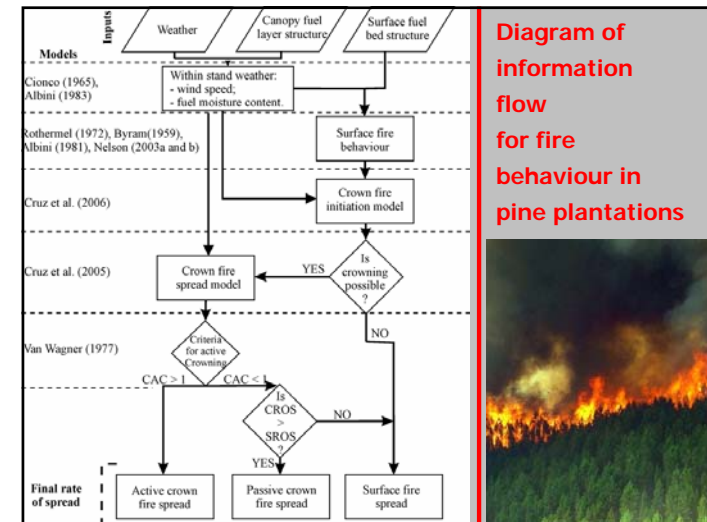 Inputs
Weather
Canopy fuel
layer structure
Surface fuel
bed structure
Models
Cionco (1965),
Albini (1983)
Within stand weather:
- wind speed;
- fuel moisture content.
Rothermel (1972), Byram(1959),
Albini (1981), Nelson (2003a and b)
Surface fire
behaviour
Cruz et al. (2006)
Crown fire
initiation model
Cruz et al. (2005)
Crown fire
spread model
YES
Is
crowning
possible
?
NO
Van Wagner (1977)
Criteria
for active
Crowning
CAC > 1
CAC < 1
Is
CROS
>
SROS
?
NO
YES
Final rate
of spread
Active crown
fire spread
Passive crown
fire spread
Surface fire
spread
Diagram of
information
flow
for fire
behaviour in
pine plantations